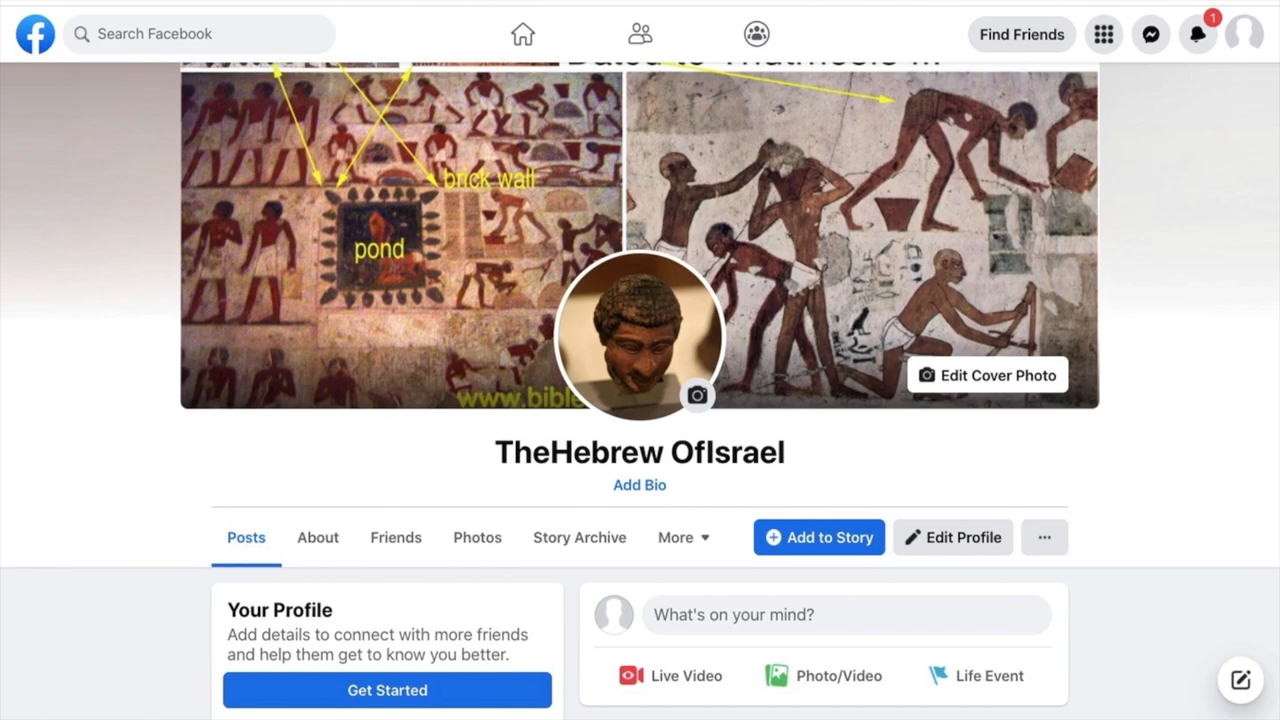 Search Facebook
Find Friends
1
brick wall
pond
www.bible
Edit Cover Photo
TheHebrew OfIsrael
Add Bio
Posts
About
Friends
Photos
Story Archive
More
Add to Story
Edit Profile
Your Profile
Add details to connect with more friends
and help them get to know you better.
Get Started
What's on your mind?
Live Video
Photo/Video
Life Event